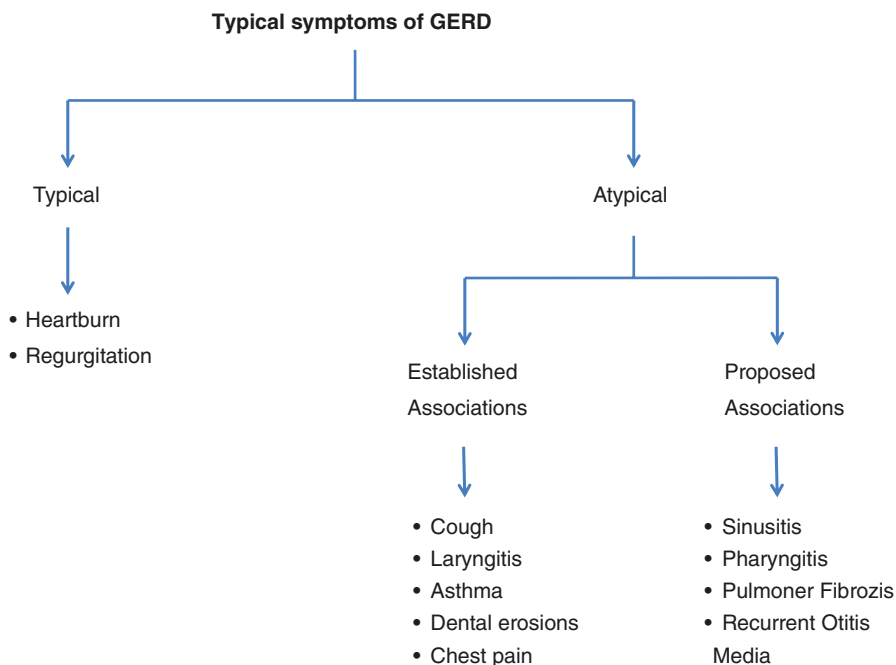 Typical symptoms of GERD
Typical
Atypical
• Heartburn
• Regurgitation
Established
Associations
Proposed
Associations
• Cough
• Laryngitis
• Asthma
• Dental erosions
• Chest pain
• Sinusitis
• Pharyngitis
• Pulmoner Fibrozis
• Recurrent Otitis
Media